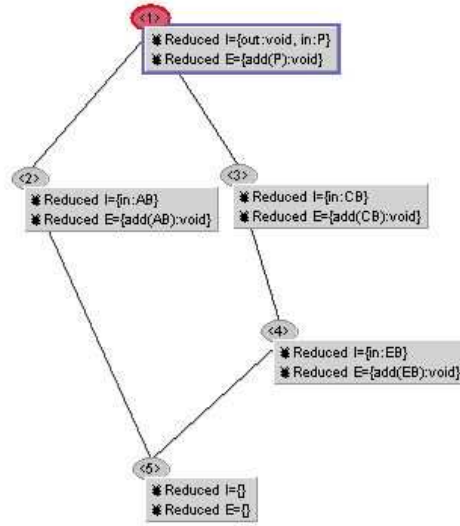 <1>
Reduced I={out:void, in:P}
Reduced E={add(P):void}
<2>
Reduced I={in:AB}
Reduced E={add(AB):void}
<3>
Reduced I={in:CB}
Reduced E={add(CB):void}
<4>
Reduced I={in:EB}
Reduced E={add(EB):void}
<5>
Reduced I={}
Reduced E={}